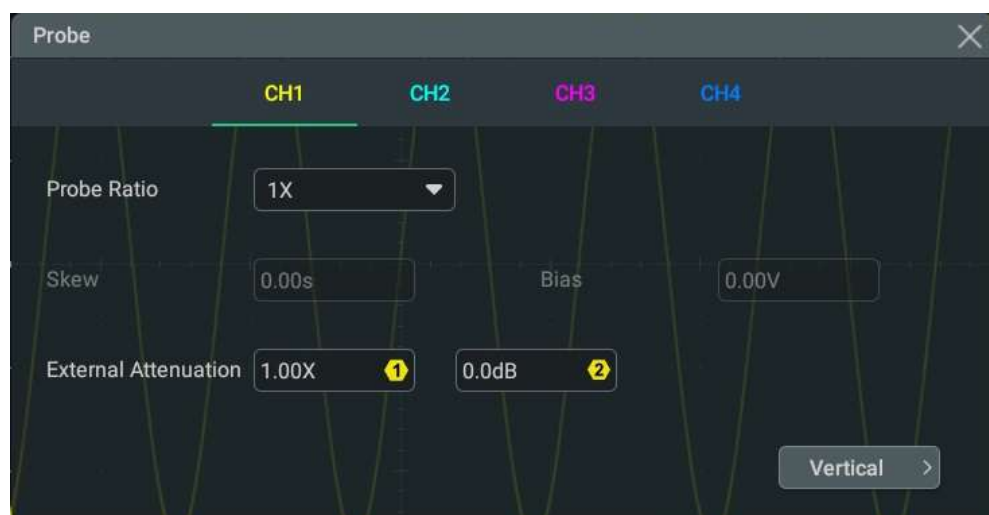 Probe
CH1 CH2 CH3 CH4
Probe Ratio 1X
Skew 0.00s Bias 0.00V
External Attenuation 1.00X 1 0.0dB 2
Vertical >